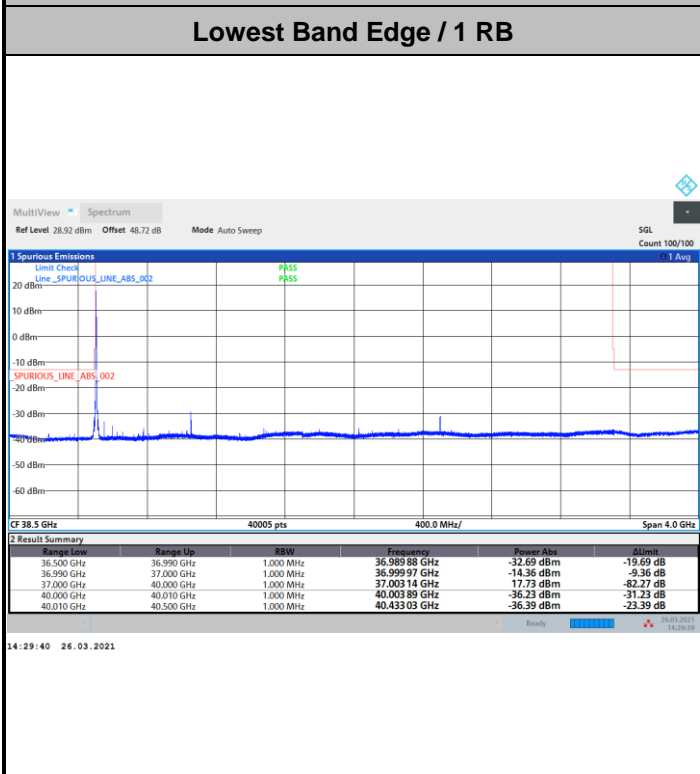 Lowest Band Edge / 1 RB
MultiView Spectrum
Ref Level 28.92 dBm Offset 48.72 dB Mode Auto Sweep SGL
Count 100/100
1 Spurious Emissions 1 Avg
Limit Check PASS
Line _SPURIOUS_LINE_ABS_002 PASS
20 dBm
10 dBm
0 dBm
-10 dBm
SPURIOUS_LINE_ABS_002
-20 dBm
-30 dBm
-40 dBm
-50 dBm
-60 dBm
CF 38.5 GHz 40005 pts 400.0 MHz/ Span 4.0 GHz
2 Result Summary
Range Low Range Up RBW Frequency Power Abs ΔLimit
36.500 GHz 36.990 GHz 1.000 MHz 36.989 88 GHz -32.69 dBm -19.69 dB
36.990 GHz 37.000 GHz 1.000 MHz 36.999 97 GHz -14.36 dBm -9.36 dB
37.000 GHz 40.000 GHz 1.000 MHz 37.003 14 GHz 17.73 dBm -82.27 dB
40.000 GHz 40.010 GHz 1.000 MHz 40.003 89 GHz -36.23 dBm -31.23 dB
40.010 GHz 40.500 GHz 1.000 MHz 40.433 03 GHz -36.39 dBm -23.39 dB
Ready 26.03.2021
14:29:39
14:29:40 26.03.2021